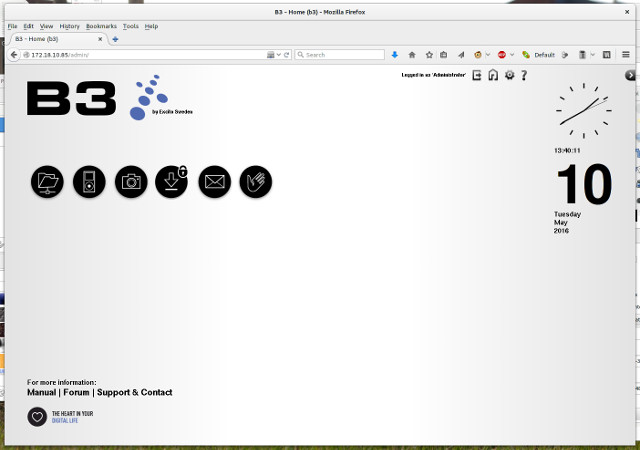 B3 - Home (b3) - Mozilla Firefox
File Edit View History Bookmarks Tools Help
B3 - Home (b3)
172.16.10.85/admin/
Search
Default
Logged in as 'Administrator'
B3
by Excito Sweden
13:40:11
10
Tuesday
May
2016
For more information:
Manual | Forum | Support & Contact
THE HEART IN YOUR
DIGITAL LIFE